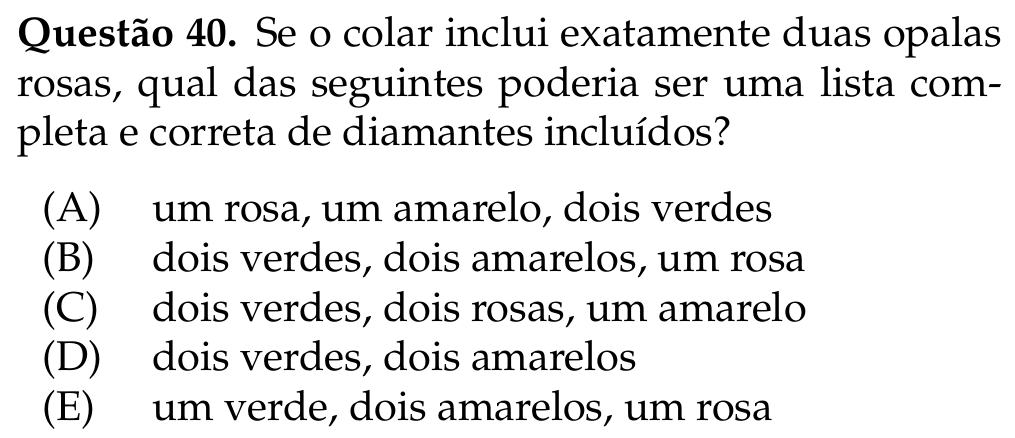 Questão 40. Se o colar inclui exatamente duas opalas
rosas, qual das seguintes poderia ser uma lista com-
pleta e correta de diamantes incluídos?
(A) um rosa, um amarelo, dois verdes
(B) dois verdes, dois amarelos, um rosa
(C) dois verdes, dois rosas, um amarelo
(D) dois verdes, dois amarelos
(E) um verde, dois amarelos, um rosa